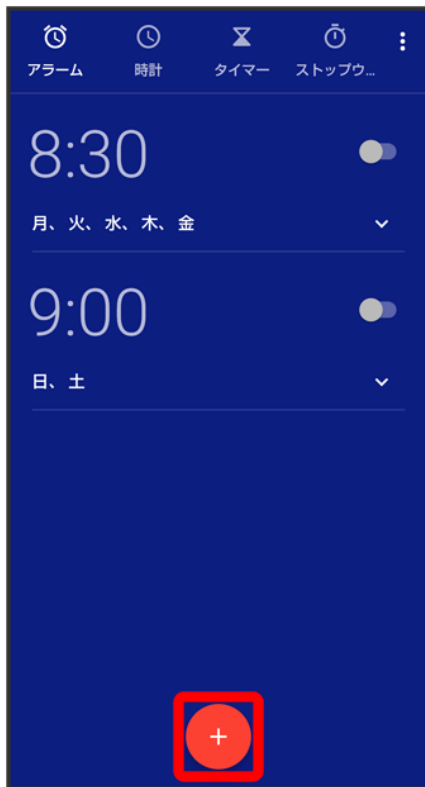 アラーム 時計 タイマー ストップウ...
8:30
月、火、水、木、金
9:00
日、土
+